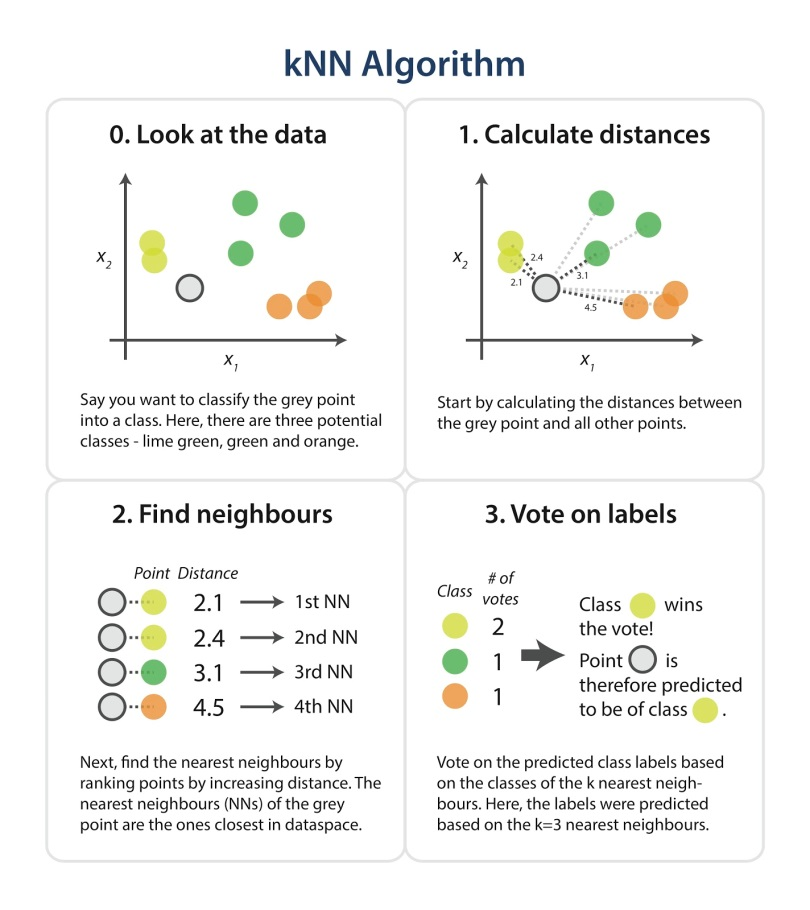 kNN Algorithm
0. Look at the data
x2
x1
Say you want to classify the grey point
into a class. Here, there are three potential
classes - lime green, green and orange.
1. Calculate distances
x2
2.4
2.1
3.1
4.5
x1
Start by calculating the distances between
the grey point and all other points.
2. Find neighbours
Point Distance
2.1 1st NN
2.4 2nd NN
3.1 3rd NN
4.5 4th NN
Next, find the nearest neighbours by
ranking points by increasing distance. The
nearest neighbours (NNs) of the grey
point are the ones closest in dataspace.
3. Vote on labels
Class # of
votes
2
1
1
Class wins
the vote!
Point is
therefore predicted
to be of class .
Vote on the predicted class labels based
on the classes of the k nearest neigh-
bours. Here, the labels were predicted
based on the k=3 nearest neighbours.